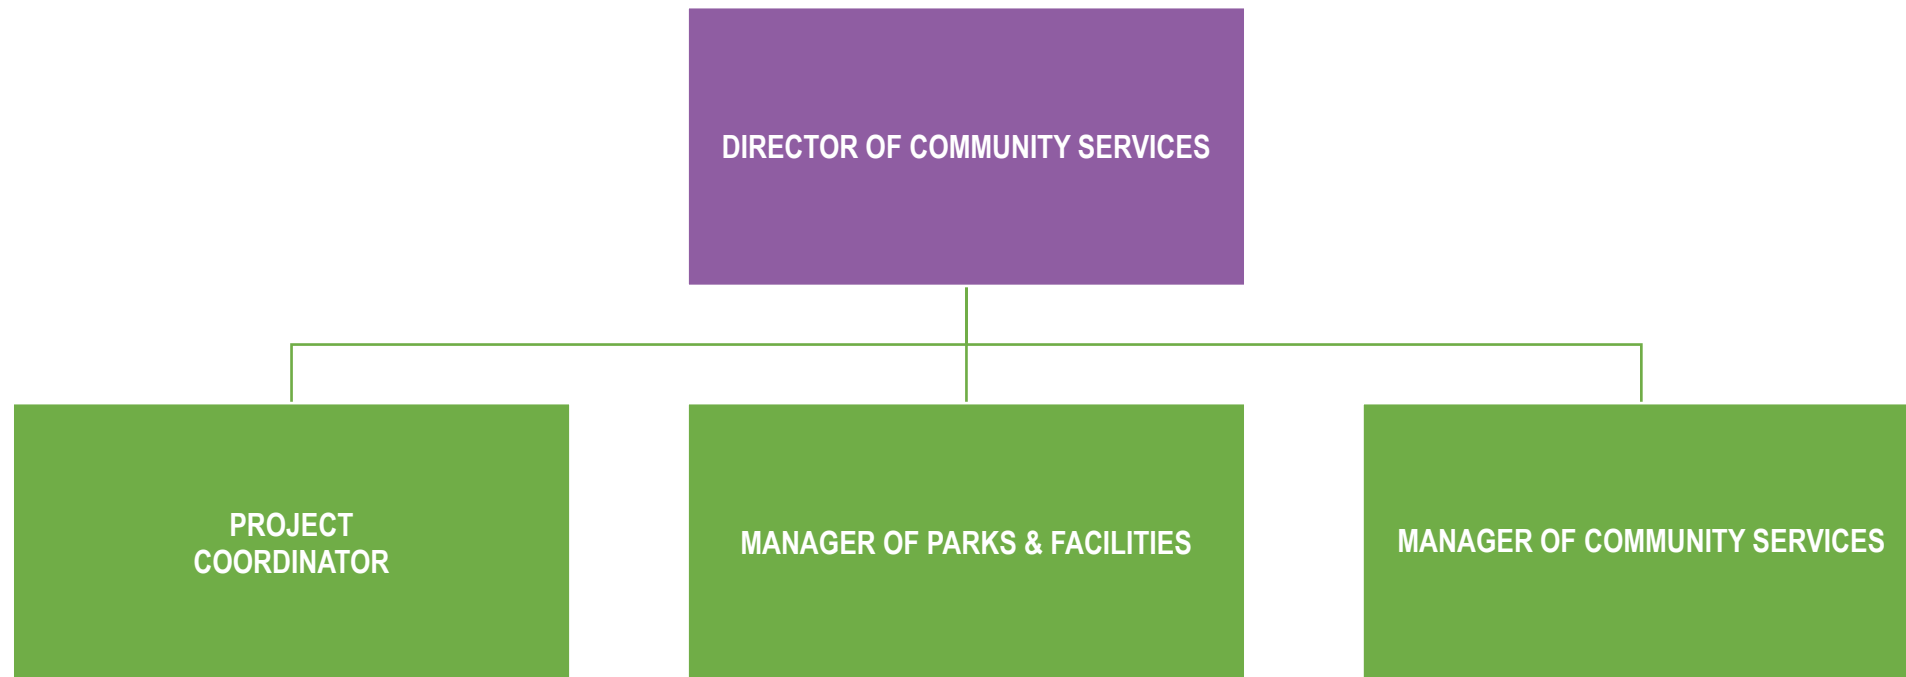 DIRECTOR OF COMMUNITY SERVICES
PROJECT
COORDINATOR
MANAGER OF PARKS & FACILITIES
MANAGER OF COMMUNITY SERVICES